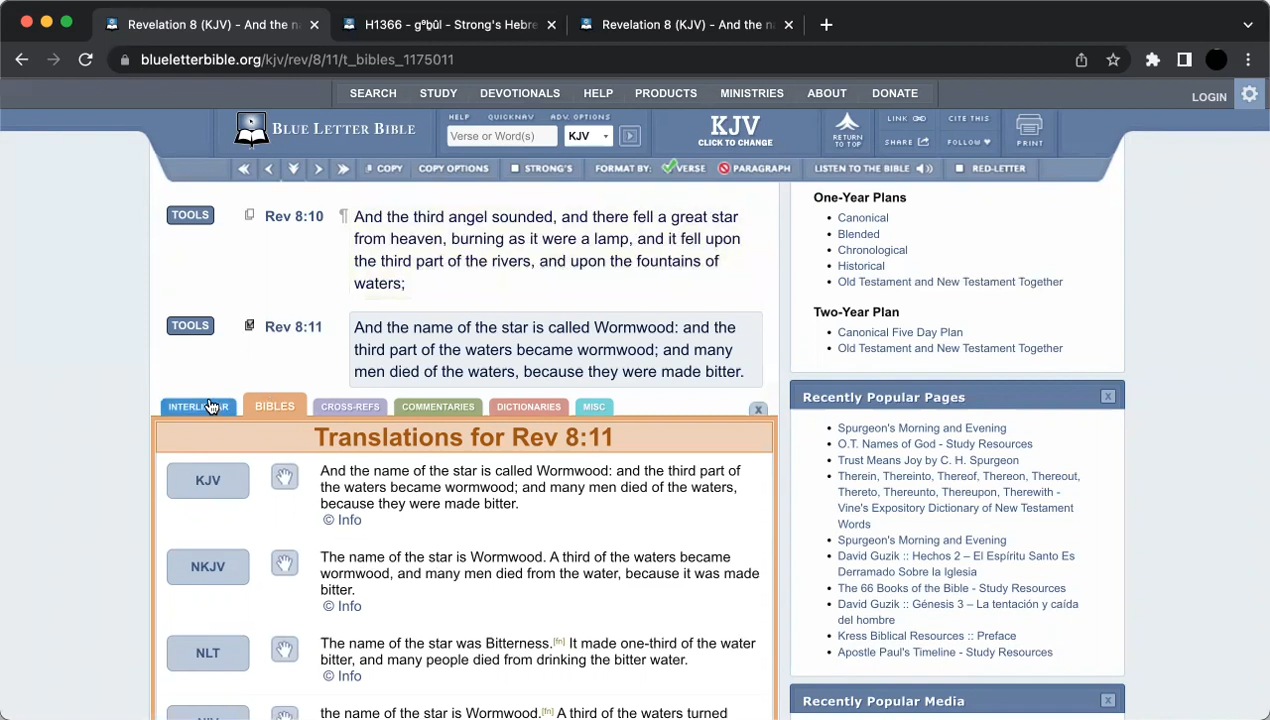 Revelation 8 (KJV) - And the na
H1366 - gᵊḇûl - Strong's Hebre
Revelation 8 (KJV) - And the na
blueletterbible.org/kjv/rev/8/11/t_bibles_1175011
SEARCH STUDY DEVOTIONALS HELP PRODUCTS MINISTRIES ABOUT DONATE
LOGIN
BLUE LETTER BIBLE
HELP QUICKNAV ADV. OPTIONS
Verse or Word(s) KJV
KJV
CLICK TO CHANGE
RETURN
TO TOP
LINK CITE THIS
SHARE FOLLOW
PRINT
COPY COPY OPTIONS STRONG'S FORMAT BY: VERSE PARAGRAPH LISTEN TO THE BIBLE RED-LETTER
TOOLS Rev 8:10 ¶ And the third angel sounded, and there fell a great star
from heaven, burning as it were a lamp, and it fell upon
the third part of the rivers, and upon the fountains of
waters;
TOOLS Rev 8:11 And the name of the star is called Wormwood: and the
third part of the waters became wormwood; and many
men died of the waters, because they were made bitter.
BIBLES CROSS-REFS COMMENTARIES DICTIONARIES MISC X
Translations for Rev 8:11
KJV And the name of the star is called Wormwood: and the third part of
the waters became wormwood; and many men died of the waters,
because they were made bitter.
© Info
NKJV The name of the star is Wormwood. A third of the waters became
wormwood, and many men died from the water, because it was made
bitter.
© Info
NLT The name of the star was Bitterness.[fn] It made one-third of the water
bitter, and many people died from drinking the bitter water.
© Info
the name of the star is Wormwood.[fn] A third of the waters turned
One-Year Plans
• Canonical
• Blended
• Chronological
• Historical
• Old Testament and New Testament Together
Two-Year Plan
• Canonical Five Day Plan
• Old Testament and New Testament Together
Recently Popular Pages X
• Spurgeon's Morning and Evening
• O.T. Names of God - Study Resources
• Trust Means Joy by C. H. Spurgeon
• Therein, Thereinto, Thereof, Thereon, Thereout,
Thereto, Thereunto, Thereupon, Therewith -
Vine's Expository Dictionary of New Testament
Words
• Spurgeon's Morning and Evening
• David Guzik :: Hechos 2 – El Espíritu Santo Es
Derramado Sobre la Iglesia
• The 66 Books of the Bible - Study Resources
• David Guzik :: Génesis 3 – La tentación y caída
del hombre
• Kress Biblical Resources :: Preface
• Apostle Paul's Timeline - Study Resources
Recently Popular Media X